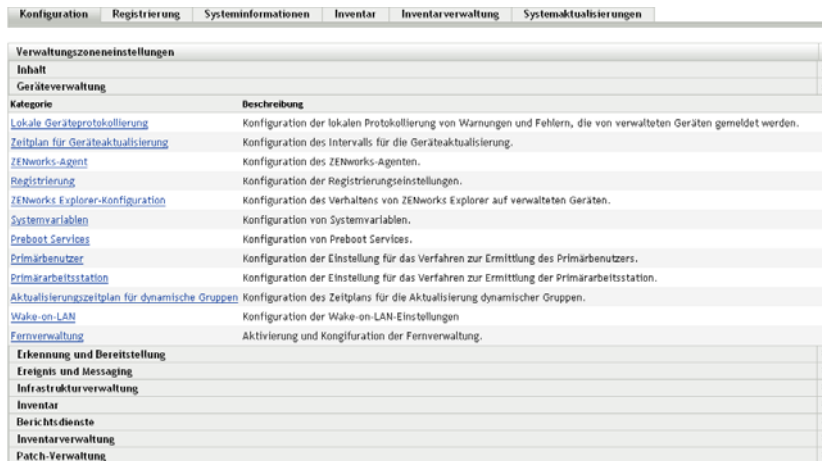 Konfiguration Registrierung Systeminformationen Inventar Inventarverwaltung Systemaktualisierungen
Verwaltungszoneneinstellungen
Inhalt
Geräteverwaltung
Kategorie Beschreibung
Lokale Geräteprotokollierung Konfiguration der lokalen Protokollierung von Warnungen und Fehlern, die von verwalteten Geräten gemeldet werden.
Zeitplan für Geräteaktualisierung Konfiguration des Intervalls für die Geräteaktualisierung.
ZENworks-Agent Konfiguration des ZENworks-Agenten.
Registrierung Konfiguration der Registrierungseinstellungen.
ZENworks Explorer-Konfiguration Konfiguration des Verhaltens von ZENworks Explorer auf verwalteten Geräten.
Systemvariablen Konfiguration von Systemvariablen.
Preboot Services Konfiguration von Preboot Services.
Primärbenutzer Konfiguration der Einstellung für das Verfahren zur Ermittlung des Primärbenutzers.
Primärarbeitsstation Konfiguration der Einstellung für das Verfahren zur Ermittlung der Primärarbeitsstation.
Aktualisierungszeitplan für dynamische Gruppen Konfiguration des Zeitplans für die Aktualisierung dynamischer Gruppen.
Wake-on-LAN Konfiguration der Wake-on-LAN-Einstellungen
Fernverwaltung Aktivierung und Kongifuration der Fernverwaltung.
Erkennung und Bereitstellung
Ereignis und Messaging
Infrastrukturverwaltung
Inventar
Berichtsdienste
Inventarverwaltung
Patch-Verwaltung